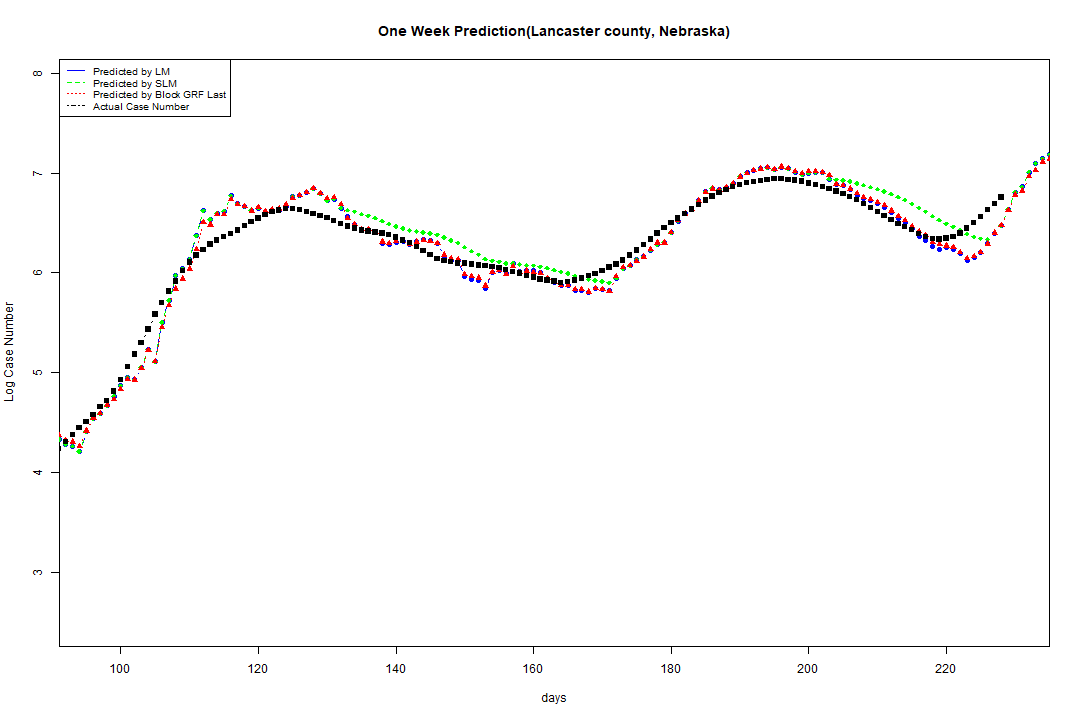 One Week Prediction(Lancaster county, Nebraska)
Predicted by LM
Predicted by SLM
Predicted by Block GRF Last
Actual Case Number
8
7
6
5
4
3
Log Case Number
100 120 140 160 180 200 220
days